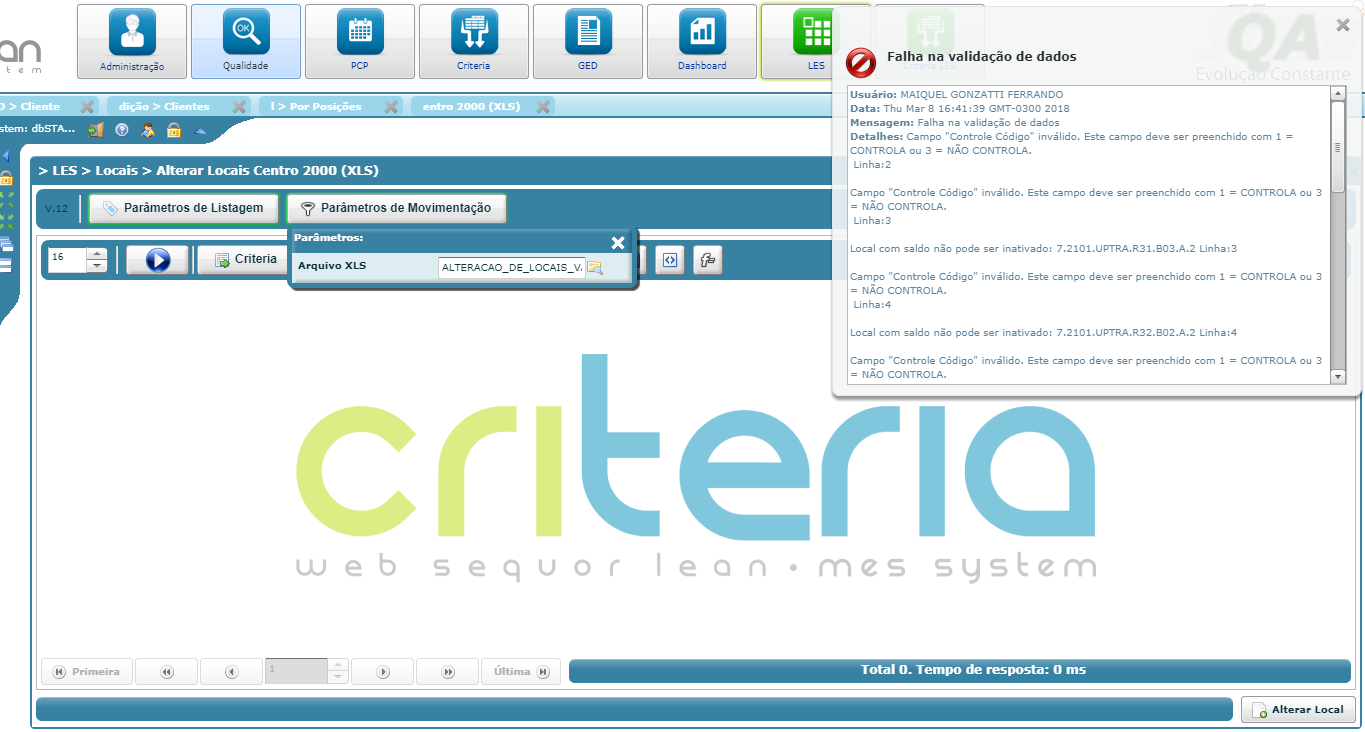 an
tem
Administração
OK
Qualidade
PCP
Criteria
GED
Dashboard
LES
QA
Evolução Constante
O > Cliente
dição > Clientes
l > Por Posições
entro 2000 (XLS)
stem: dbSTA...
> LES > Locais > Alterar Locais Centro 2000 (XLS)
V.12
Parâmetros de Listagem
Parâmetros de Movimentação
16
Criteria
Parâmetros:
Arquivo XLS
ALTERACAO_DE_LOCAIS_V
Falha na validação de dados
Usuário: MAIQUEL GONZATTI FERRANDO
Data: Thu Mar 8 16:41:39 GMT-0300 2018
Mensagem: Falha na validação de dados
Detalhes: Campo "Controle Código" inválido. Este campo deve ser preenchido com 1 =
CONTROLA ou 3 = NÃO CONTROLA.
Linha:2
Campo "Controle Código" inválido. Este campo deve ser preenchido com 1 = CONTROLA ou 3
= NÃO CONTROLA.
Linha:3
Local com saldo não pode ser inativado: 7.2101.UPTRA.R31.B03.A.2 Linha:3
Campo "Controle Código" inválido. Este campo deve ser preenchido com 1 = CONTROLA ou 3
= NÃO CONTROLA.
Linha:4
Local com saldo não pode ser inativado: 7.2101.UPTRA.R32.B02.A.2 Linha:4
Campo "Controle Código" inválido. Este campo deve ser preenchido com 1 = CONTROLA ou 3
= NÃO CONTROLA.
criteria
web sequor lean · mes system
Primeira
1
Última
Total 0. Tempo de resposta: 0 ms
Alterar Local